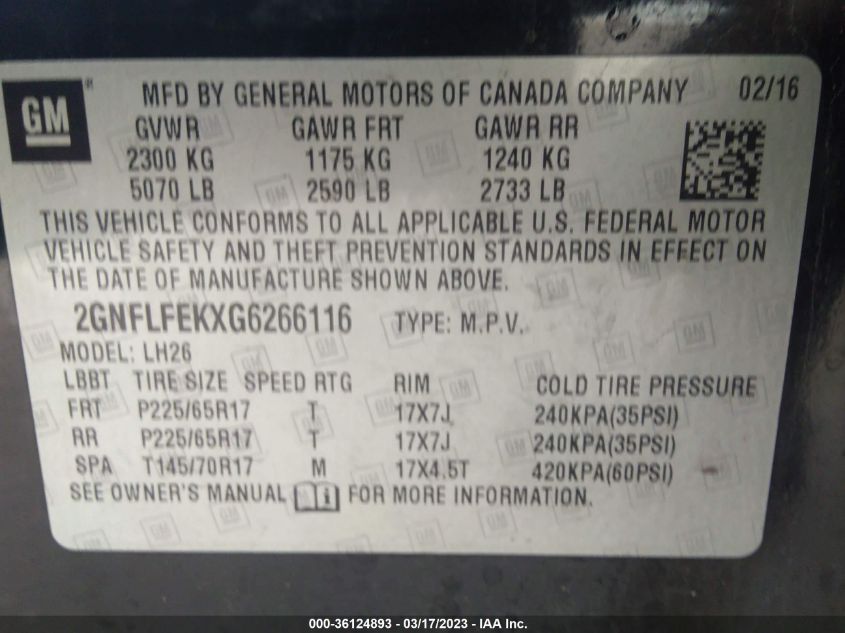 GM ®
MFD BY GENERAL MOTORS OF CANADA COMPANY 02/16
GVWR GAWR FRT GAWR RR
2300 KG 1175 KG 1240 KG
5070 LB 2590 LB 2733 LB
THIS VEHICLE CONFORMS TO ALL APPLICABLE U.S. FEDERAL MOTOR
VEHICLE SAFETY AND THEFT PREVENTION STANDARDS IN EFFECT ON
THE DATE OF MANUFACTURE SHOWN ABOVE.
2GNFLFEKXG6266116 TYPE: M.P.V.
MODEL: LH26
LBBT TIRE SIZE SPEED RTG RIM COLD TIRE PRESSURE
FRT P225/65R17 T 17X7J 240KPA(35PSI)
RR P225/65R17 T 17X7J 240KPA(35PSI)
SPA T145/70R17 M 17X4.5T 420KPA(60PSI)
SEE OWNER'S MANUAL FOR MORE INFORMATION.
000-36124893 - 03/17/2023 - IAA Inc.